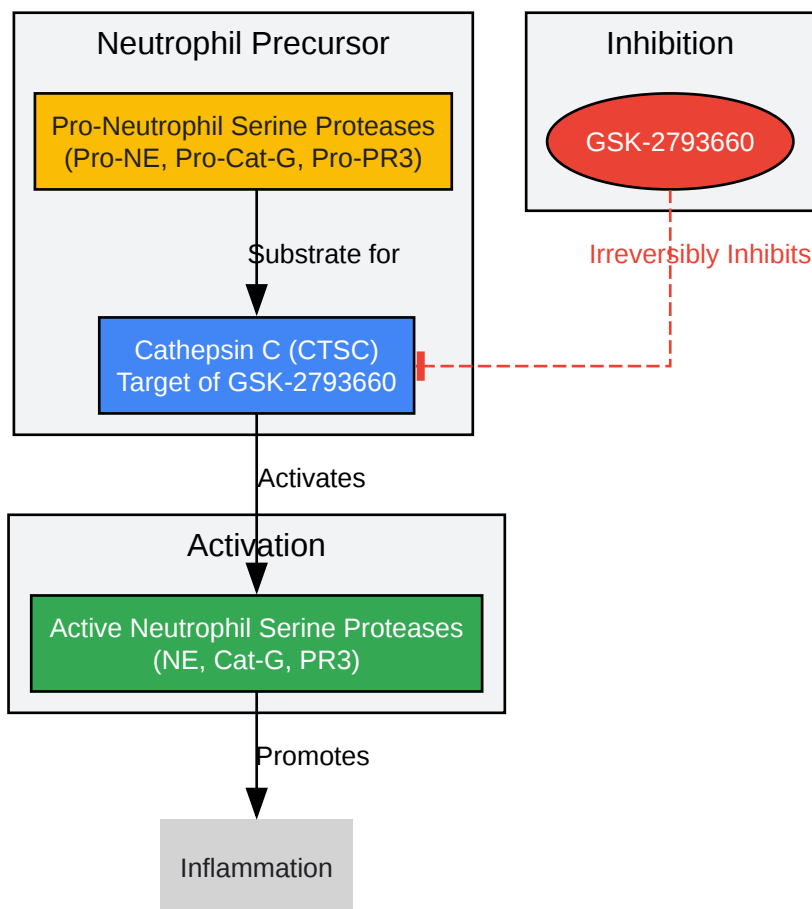 Neutrophil Precursor
Pro-Neutrophil Serine Proteases
(Pro-NE, Pro-Cat-G, Pro-PR3)
Substrate for
Cathepsin C (CTSC)
Target of GSK-2793660
Inhibition
GSK-2793660
Irreversibly Inhibits
Activates
Activation
Active Neutrophil Serine Proteases
(NE, Cat-G, PR3)
Promotes
Inflammation